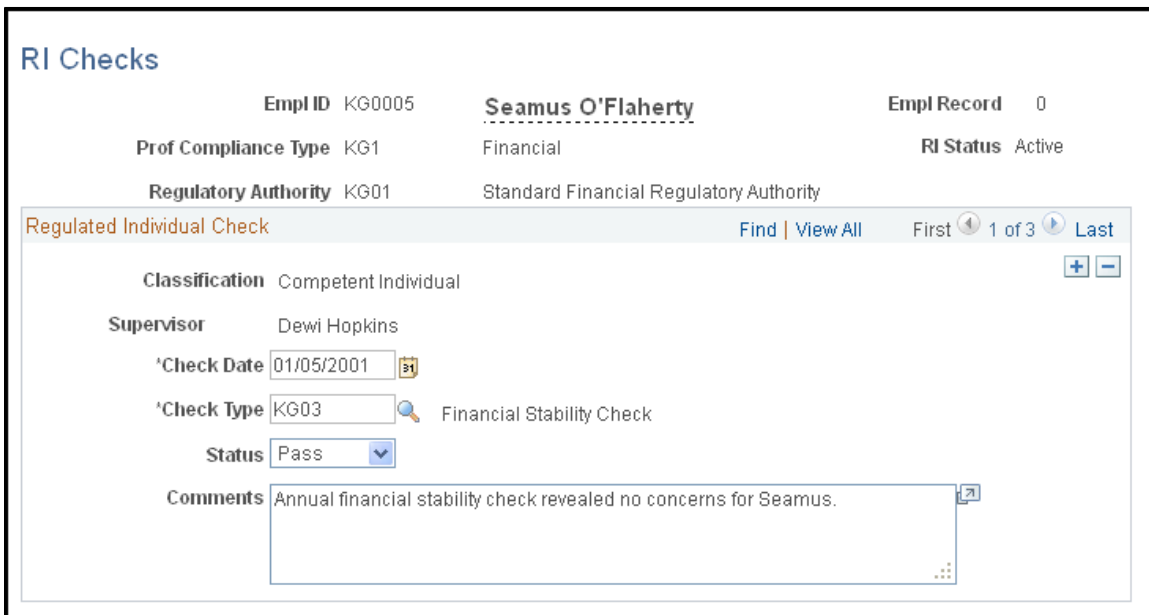 RI Checks
Empl ID KG0005 Seamus O'Flaherty Empl Record 0
Prof Compliance Type KG1 Financial RI Status Active
Regulatory Authority KG01 Standard Financial Regulatory Authority
Regulated Individual Check Find | View All First 1 of 3 Last
Classification Competent Individual
Supervisor Dewi Hopkins
*Check Date 01/05/2001 31
*Check Type KG03 Financial Stability Check
Status Pass
Comments Annual financial stability check revealed no concerns for Seamus.